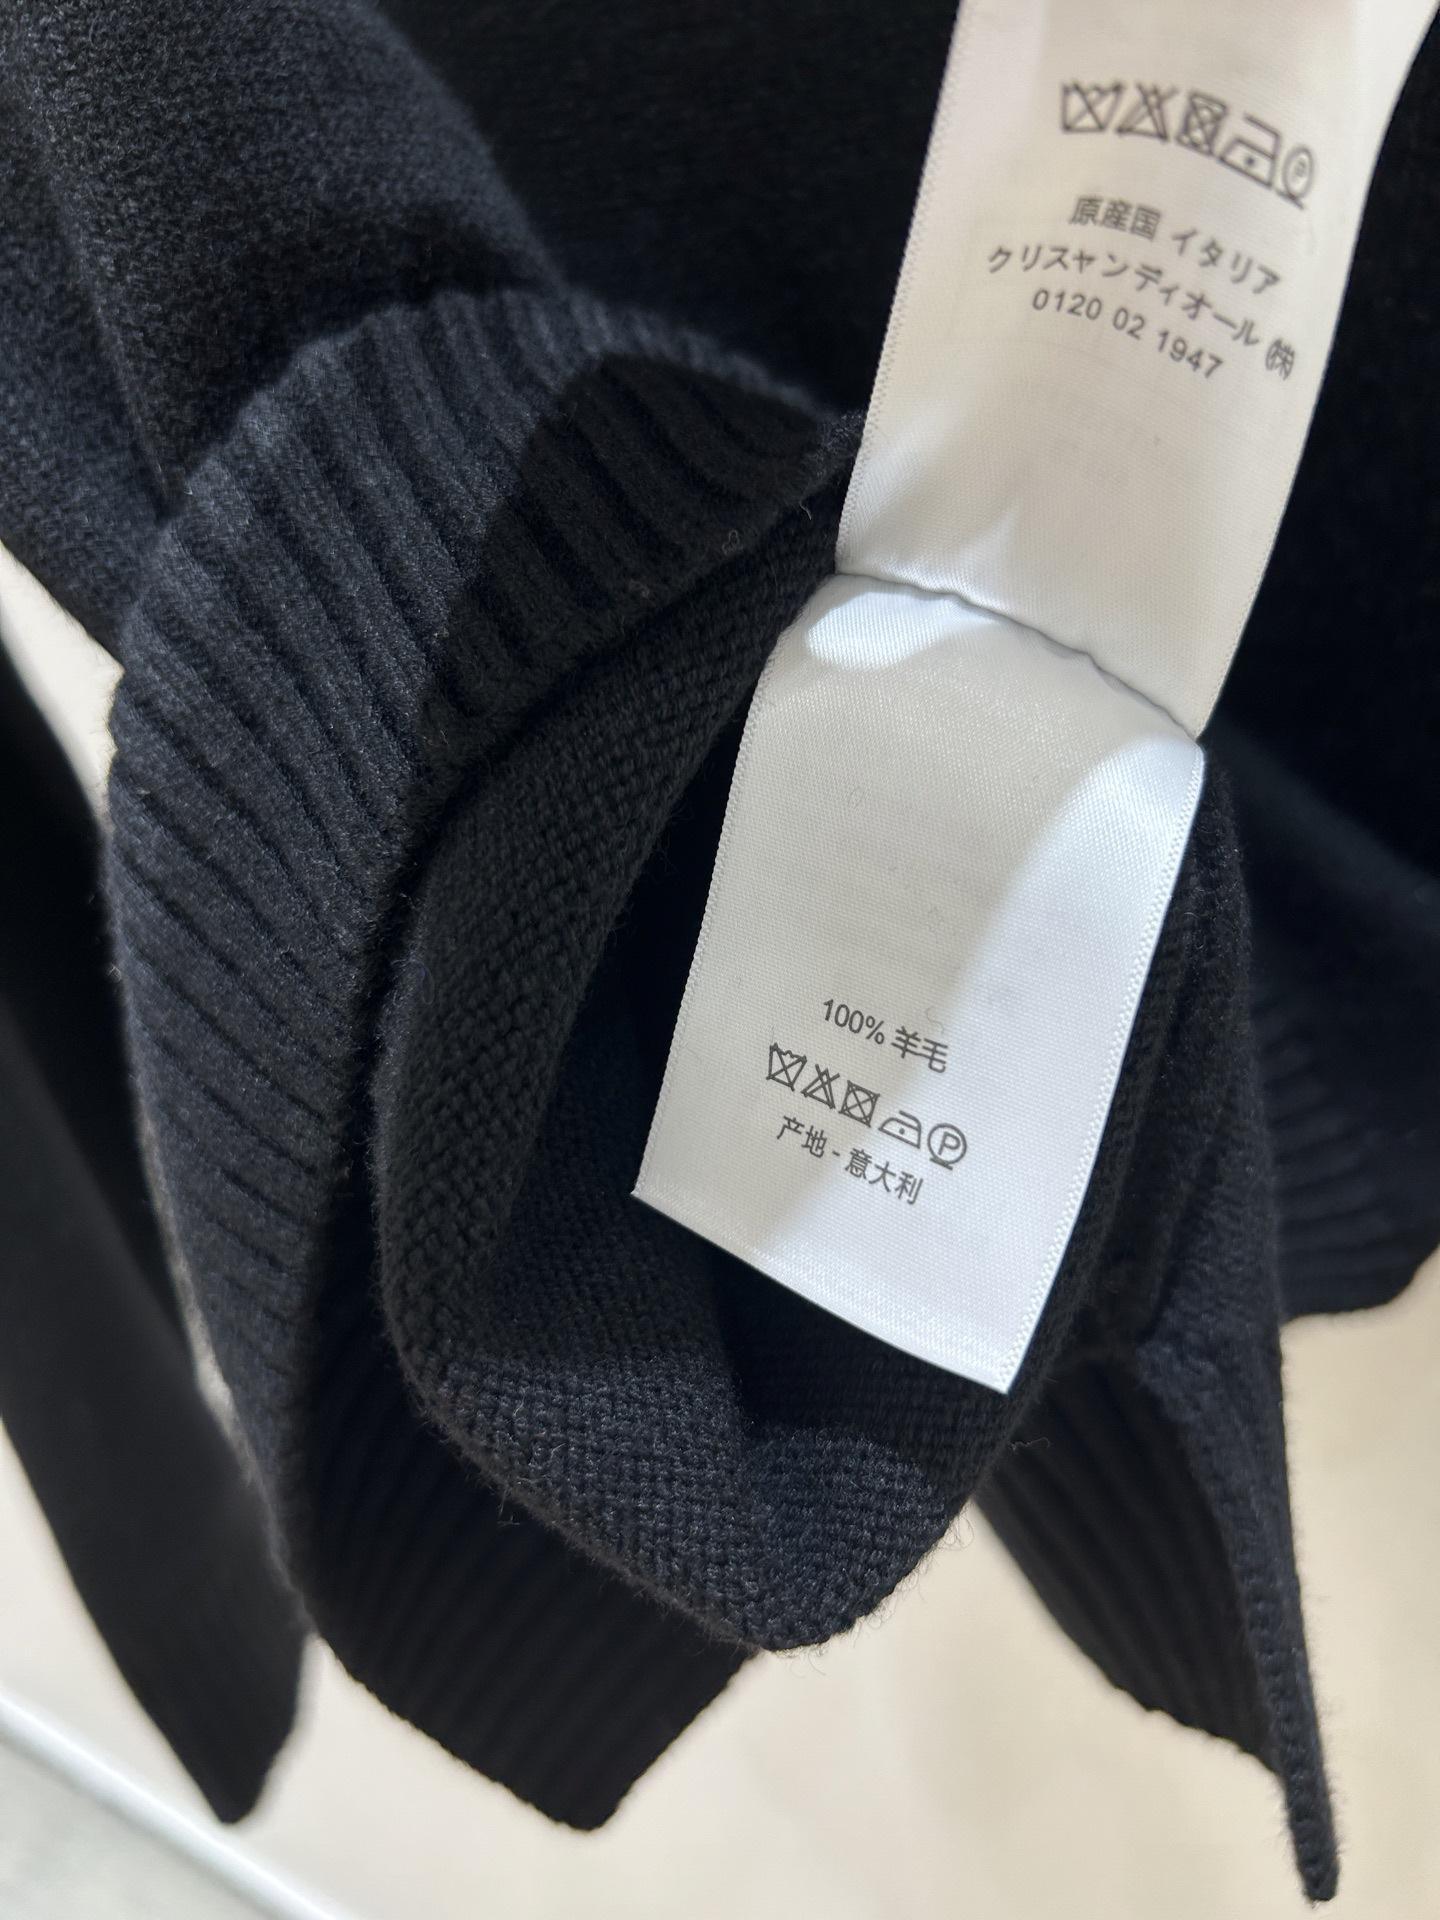 原産国 イタリア
クリスチャンディオール ㈱
0120 02 1947
100% 羊毛
P
产地 - 意大利